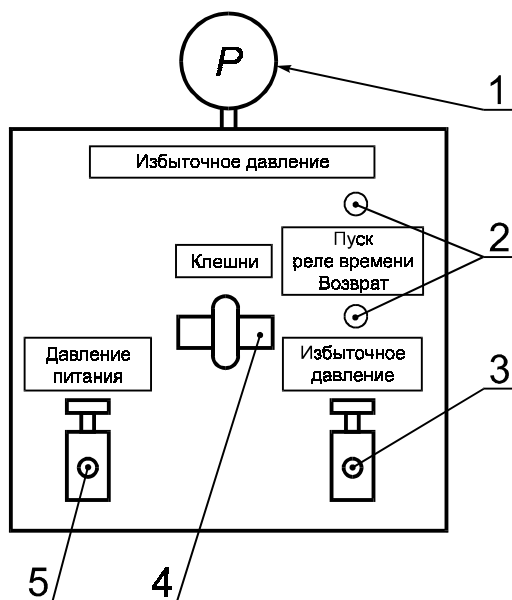 P
1
Избыточное давление
2
Пуск
реле времени
Возврат
Клешни
Давление
питания
Избыточное
давление
3
5
4